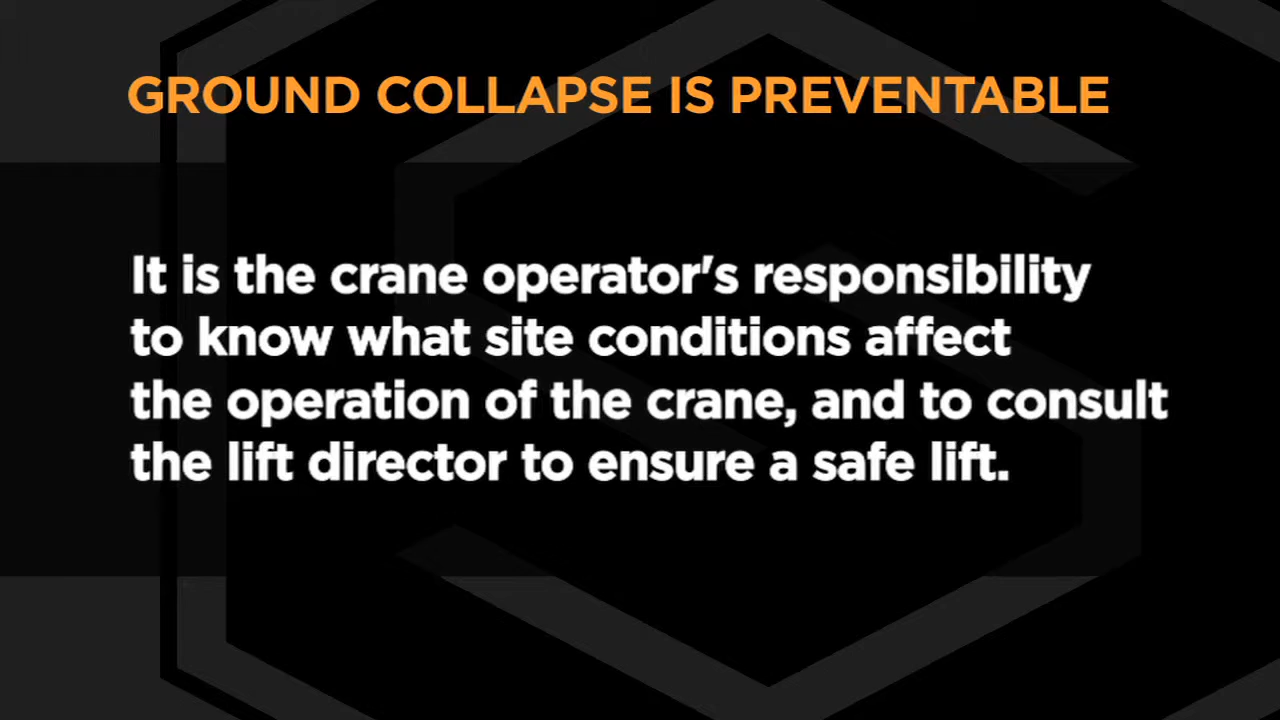 GROUND COLLAPSE IS PREVENTABLE
It is the crane operator's responsibility
to know what site conditions affect
the operation of the crane, and to consult
the lift director to ensure a safe lift.